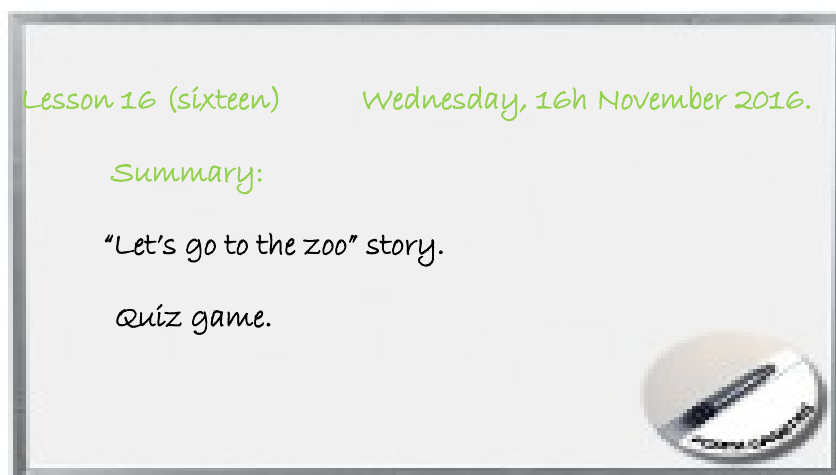 Lesson 16 (sixteen) Wednesday, 16h November 2016.
Summary:
“Let’s go to the zoo” story.
Quiz game.